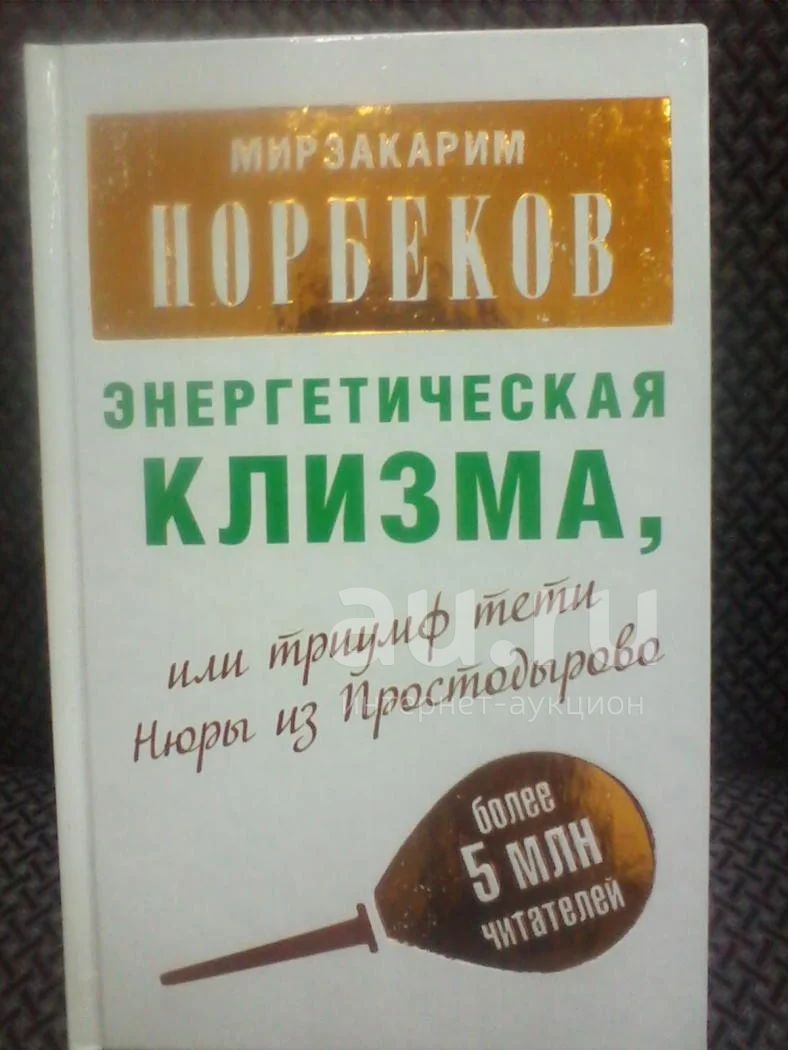 МИРЗАКАРИМ
НОРБЕКОВ
ЭНЕРГЕТИЧЕСКАЯ
КЛИЗМА,
или триумф тети
Нюры из Простодырово
au.ru
интернет-аукцион
более
5 млн
читателей